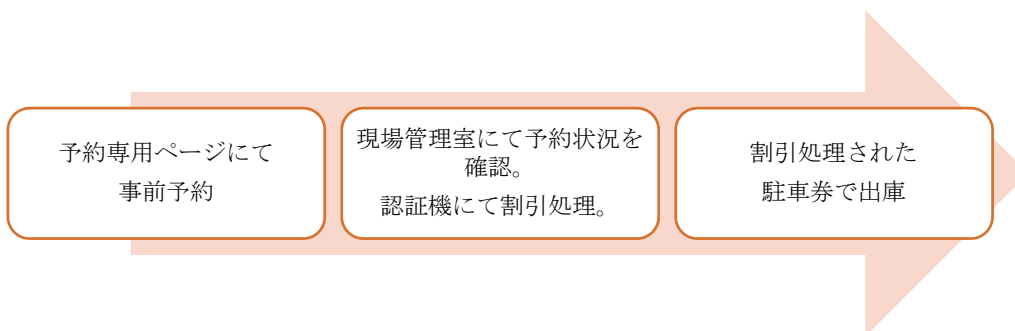 予約専用ページにて
事前予約
現場管理室にて予約状況を
確認。
認証機にて割引処理。
割引処理された
駐車券で出庫